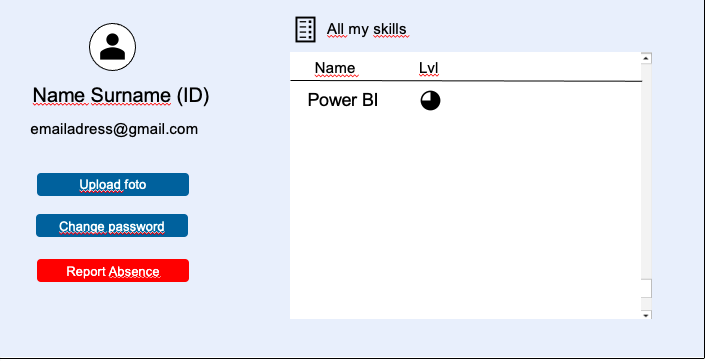 All my skills
Name Lvl
Power BI
Name Surname (ID)
emailadress@gmail.com
Upload foto
Change password
Report Absence